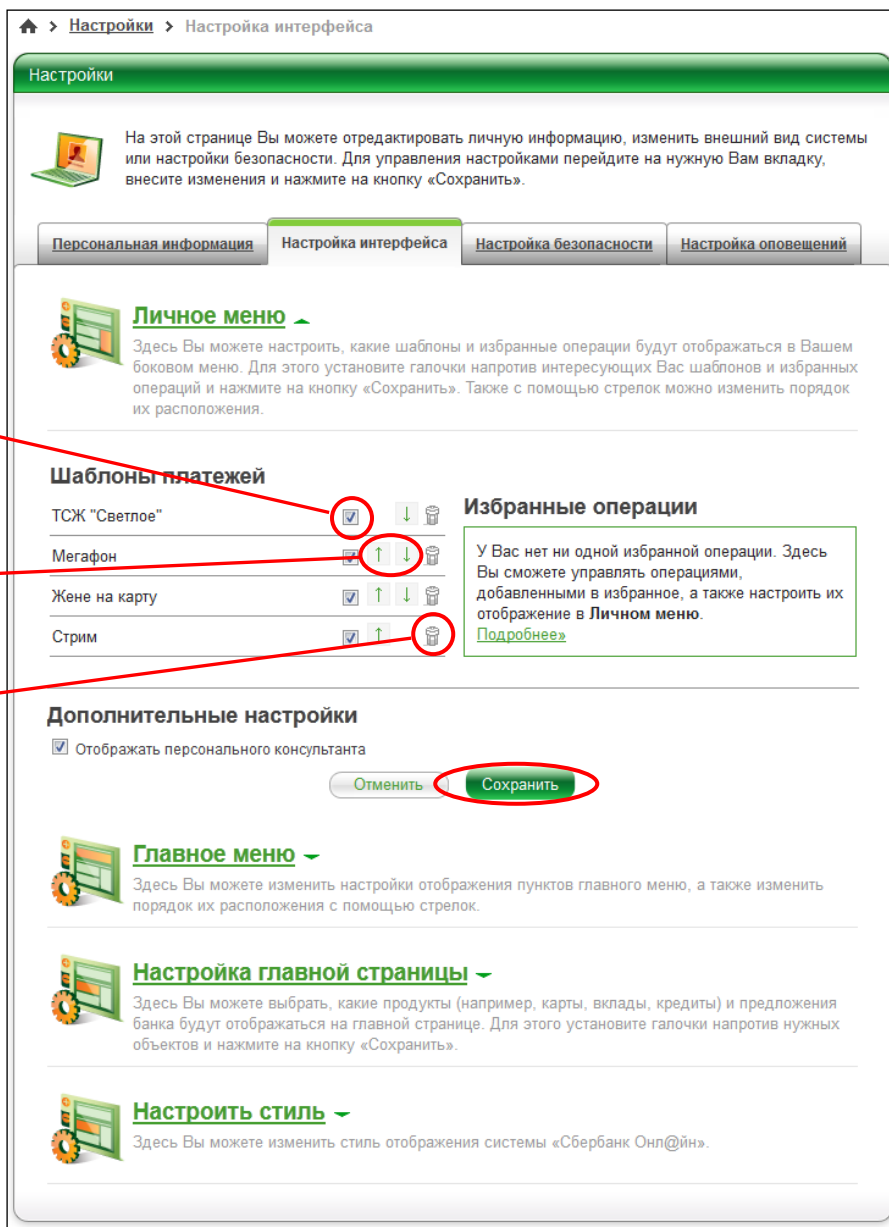 > Настройки > Настройка интерфейса
Настройки
На этой странице Вы можете отредактировать личную информацию, изменить внешний вид системы
или настройки безопасности. Для управления настройками перейдите на нужную Вам вкладку,
внесите изменения и нажмите на кнопку «Сохранить».
Персональная информация Настройка интерфейса Настройка безопасности Настройка оповещений
Личное меню
Здесь Вы можете настроить, какие шаблоны и избранные операции будут отображаться в Вашем
боковом меню. Для этого установите галочки напротив интересующих Вас шаблонов и избранных
операций и нажмите на кнопку «Сохранить». Также с помощью стрелок можно изменить порядок
их расположения.
Шаблоны платежей
ТСЖ "Светлое"
Мегафон
Жене на карту
Стрим
Избранные операции
У Вас нет ни одной избранной операции. Здесь
Вы сможете управлять операциями,
добавленными в избранное, а также настроить их
отображение в Личном меню.
Подробнее»
Дополнительные настройки
Отображать персонального консультанта
Отменить Сохранить
Главное меню
Здесь Вы можете изменить настройки отображения пунктов главного меню, а также изменить
порядок их расположения с помощью стрелок.
Настройка главной страницы
Здесь Вы можете выбрать, какие продукты (например, карты, вклады, кредиты) и предложения
банка будут отображаться на главной странице. Для этого установите галочки напротив нужных
объектов и нажмите на кнопку «Сохранить».
Настроить стиль
Здесь Вы можете изменить стиль отображения системы «Сбербанк Онл@йн».